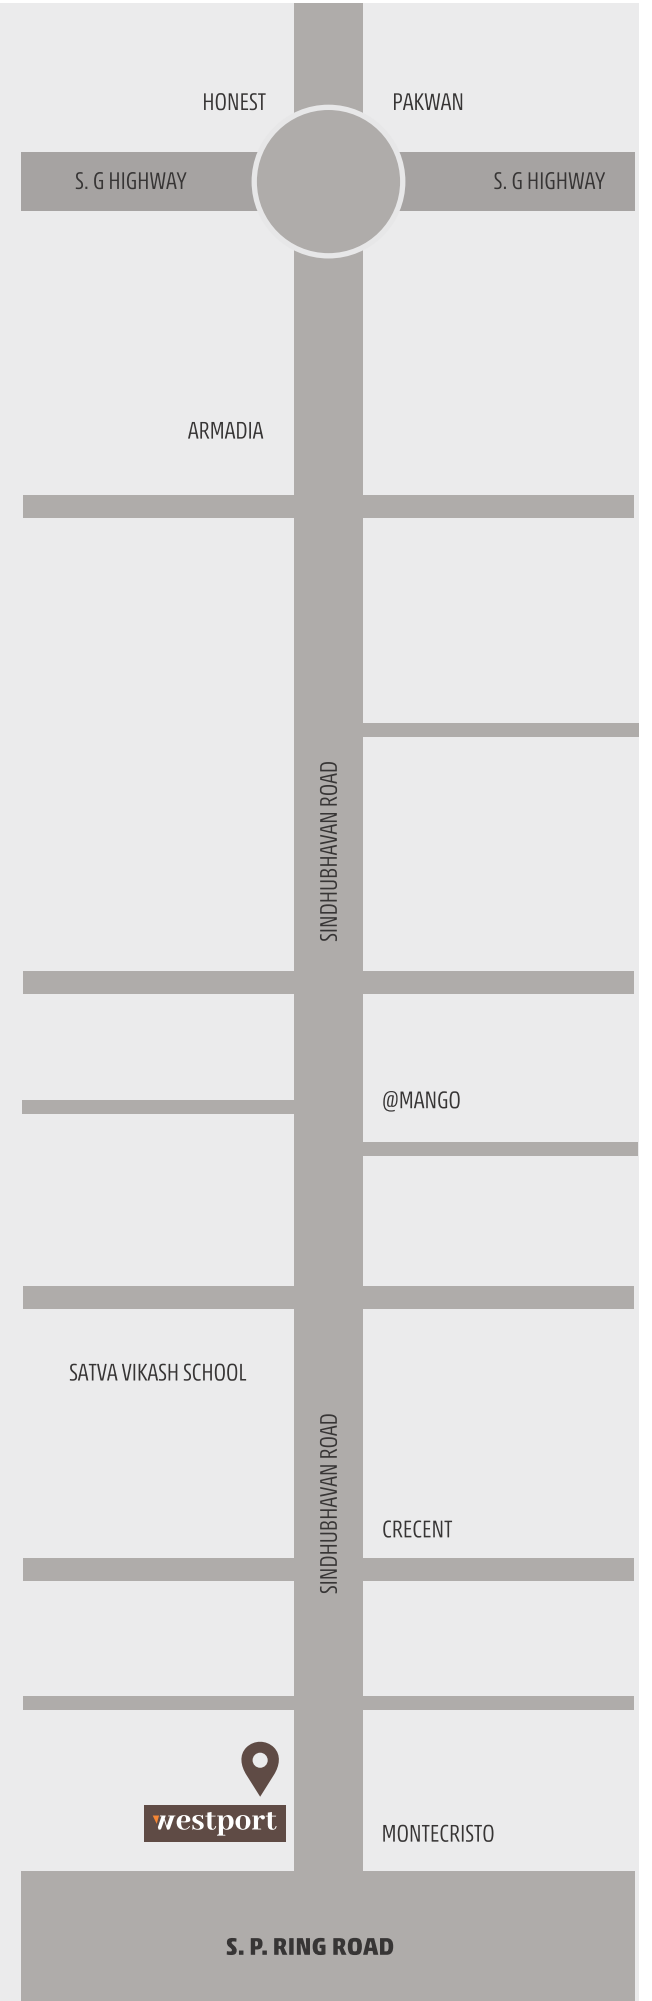 HONEST
PAKWAN
S. G HIGHWAY
S. G HIGHWAY
ARMADIA
SINDHUBHAVAN ROAD
@MANGO
SATVA VIKASH SCHOOL
SINDHUBHAVAN ROAD
CRECENT
westport
MONTECRISTO
S. P. RING ROAD